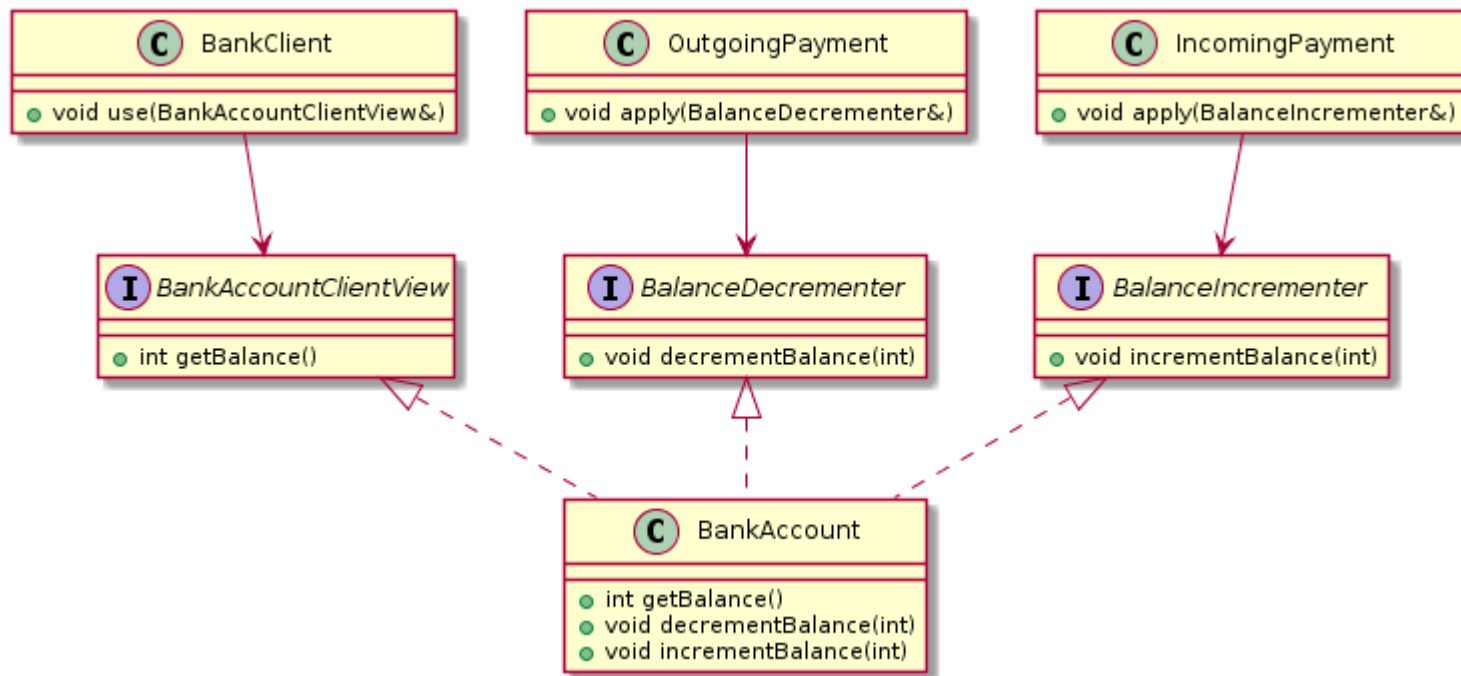 C BankClient
void use(BankAccountClientView&)
C OutgoingPayment
void apply(BalanceDecrementer&)
C IncomingPayment
void apply(BalanceIncrementer&)
I BankAccountClientView
int getBalance()
I BalanceDecrementer
void decrementBalance(int)
I BalanceIncrementer
void incrementBalance(int)
C BankAccount
int getBalance()
void decrementBalance(int)
void incrementBalance(int)